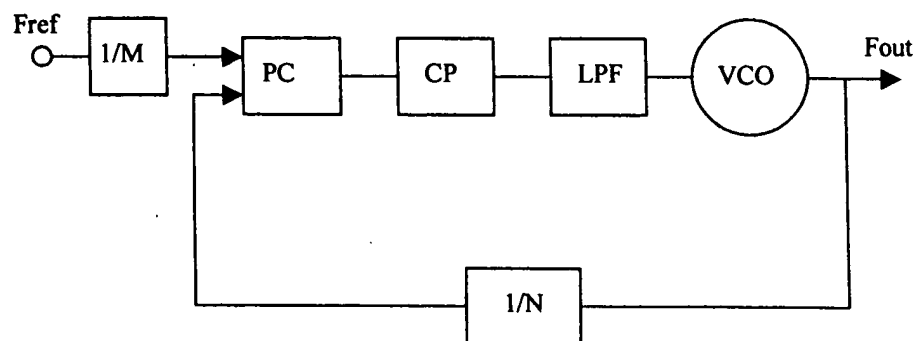 Fref
1/M
PC
CP
LPF
VCO
Fout
1/N